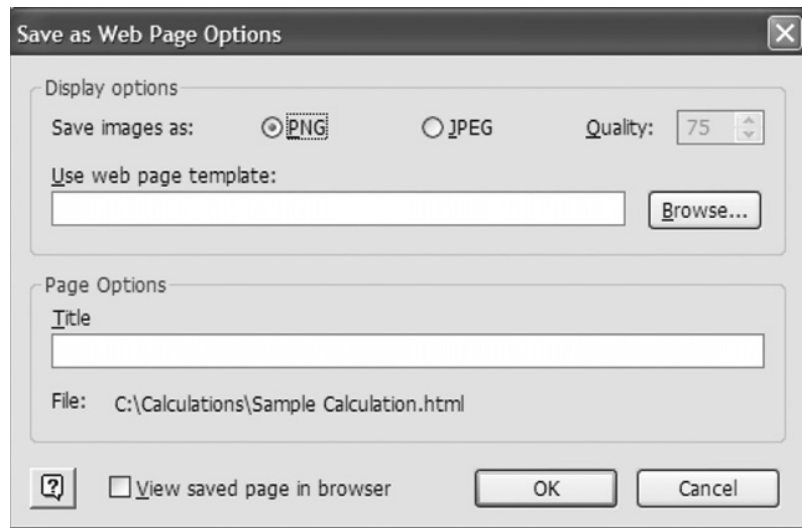 Save as Web Page Options
Display options
Save images as: PNG JPEG Quality: 75
Use web page template:
Browse...
Page Options
Title
File: C:\Calculations\Sample Calculation.html
? View saved page in browser OK Cancel